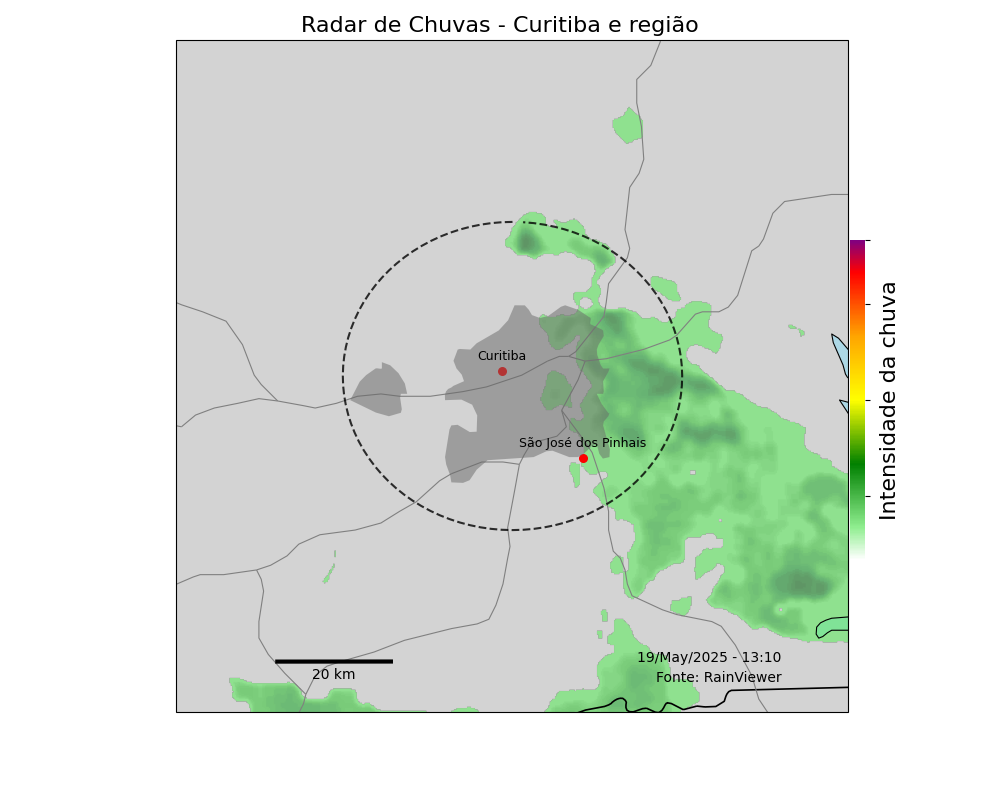 Radar de Chuvas - Curitiba e região
Curitiba
São José dos Pinhais
Intensidade da chuva
19/May/2025 - 13:10
Fonte: RainViewer
20 km